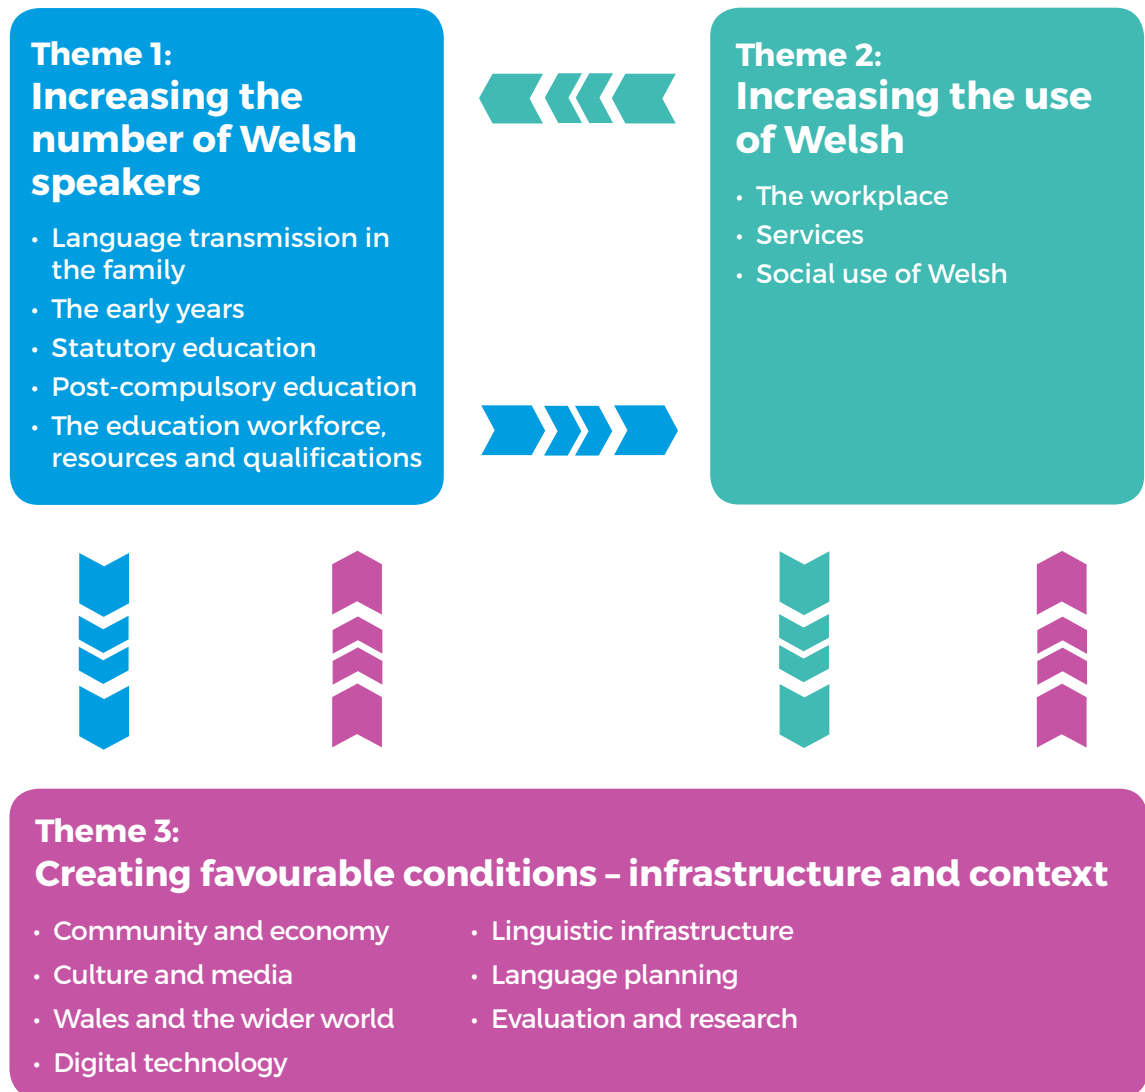 Theme 1:
Increasing the
number of Welsh
speakers
• Language transmission in
the family
• The early years
• Statutory education
• Post-compulsory education
• The education workforce,
resources and qualifications
Theme 2:
Increasing the use
of Welsh
• The workplace
• Services
• Social use of Welsh
Theme 3:
Creating favourable conditions – infrastructure and context
• Community and economy
• Culture and media
• Wales and the wider world
• Digital technology
• Linguistic infrastructure
• Language planning
• Evaluation and research